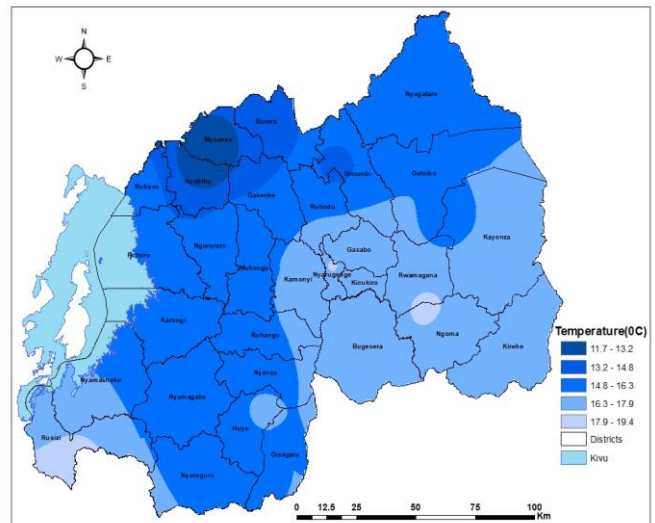 N
W E
S
Nyagatare
Burera
Musanze
Nyabihu
Gicumbi
Gatsibo
Rubavu
Gakenke
Rulindo
Kayonza
Rutsiro
Ngororero
Gasabo
Muhanga
Kamonyi
Nyarugenge
Rwamagana
Kicukiro
Karongi
Ruhango
Bugesera
Ngoma
Kirehe
Nyamasheke
Nyanza
Nyamagabe
Rusizi
Huye
Gisagara
Nyaruguru
Temperature(0C)
11.7 - 13.2
13.2 - 14.8
14.8 - 16.3
16.3 - 17.9
17.9 - 19.4
Districts
Kivu
0 12.5 25 50 75 100
Km